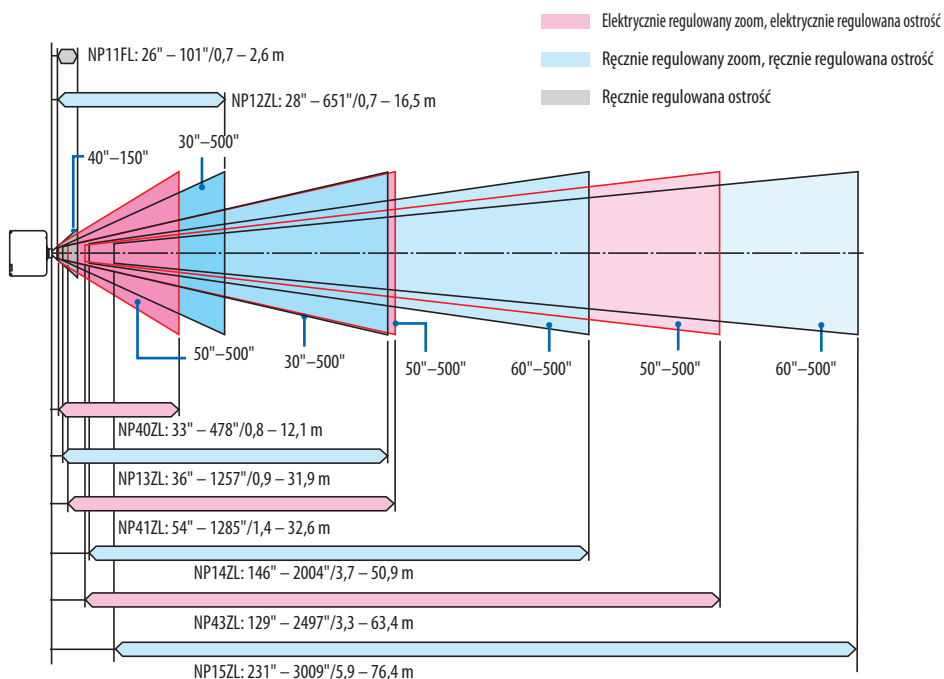 Elektrycznie regulowany zoom, elektrycznie regulowana ostrość
Ręcznie regulowany zoom, ręcznie regulowana ostrość
Ręcznie regulowana ostrość
NP11FL: 26" – 101"/0,7 – 2,6 m
NP12ZL: 28" – 651"/0,7 – 16,5 m
30"–500"
40"–150"
50"–500"
30"–500"
50"–500"
60"–500"
50"–500"
60"–500"
NP40ZL: 33" – 478"/0,8 – 12,1 m
NP13ZL: 36" – 1257"/0,9 – 31,9 m
NP41ZL: 54" – 1285"/1,4 – 32,6 m
NP14ZL: 146" – 2004"/3,7 – 50,9 m
NP43ZL: 129" – 2497"/3,3 – 63,4 m
NP15ZL: 231" – 3009"/5,9 – 76,4 m